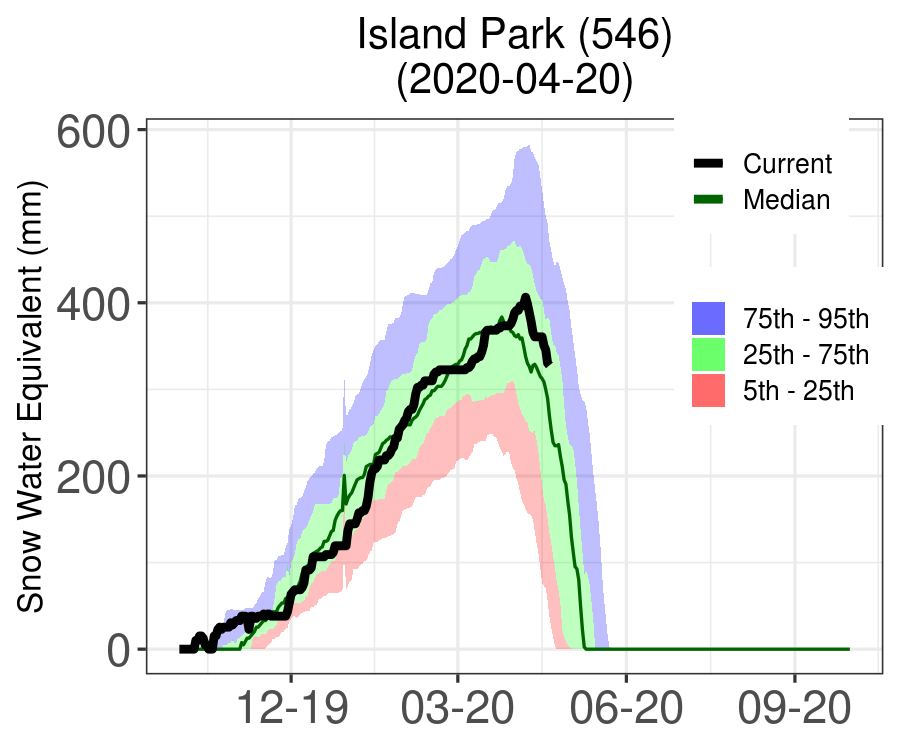 Island Park (546)
(2020-04-20)
Snow Water Equivalent (mm)
600
400
200
0
12-19
03-20
06-20
09-20
Current
Median
75th - 95th
25th - 75th
5th - 25th